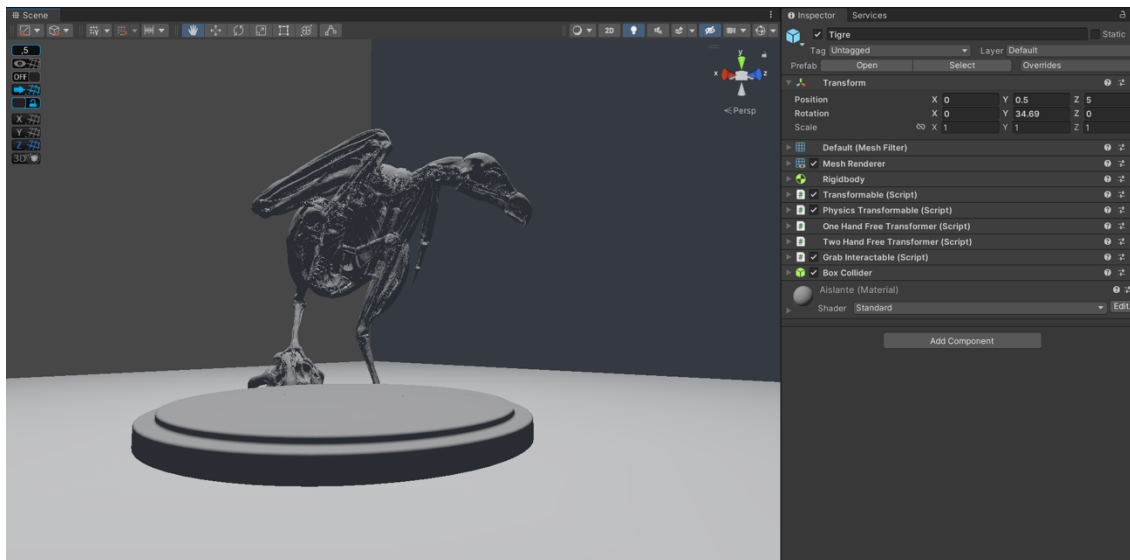 Scene
2D
,5
OFF
X
Y
Z
3D
y
x
z
Persp
Inspector Services
Tigre Static
Tag Untagged Layer Default
Prefab Open Select Overrides
Transform
Position X 0 Y 0.5 Z 5
Rotation X 0 Y 34.69 Z 0
Scale X 1 Y 1 Z 1
Default (Mesh Filter)
Mesh Renderer
Rigidbody
Transformable (Script)
Physics Transformable (Script)
One Hand Free Transformer (Script)
Two Hand Free Transformer (Script)
Grab Interactable (Script)
Box Collider
Aislante (Material)
Shader Standard Edit
Add Component